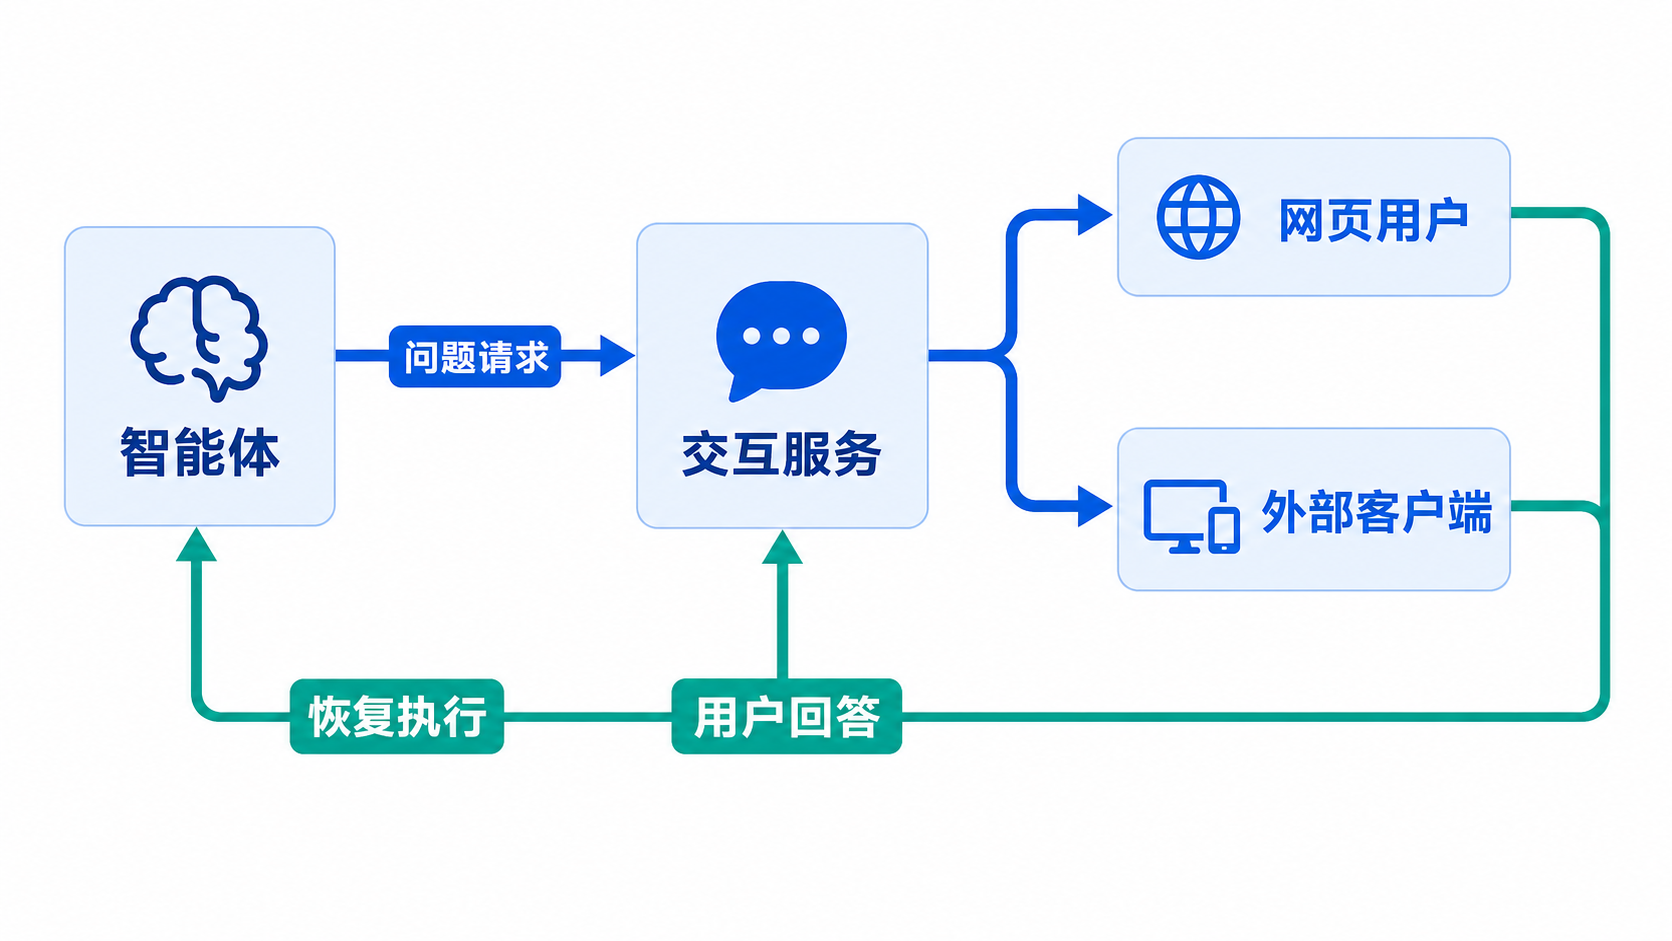 智能体
问题请求
交互服务
网页用户
外部客户端
恢复执行
用户回答